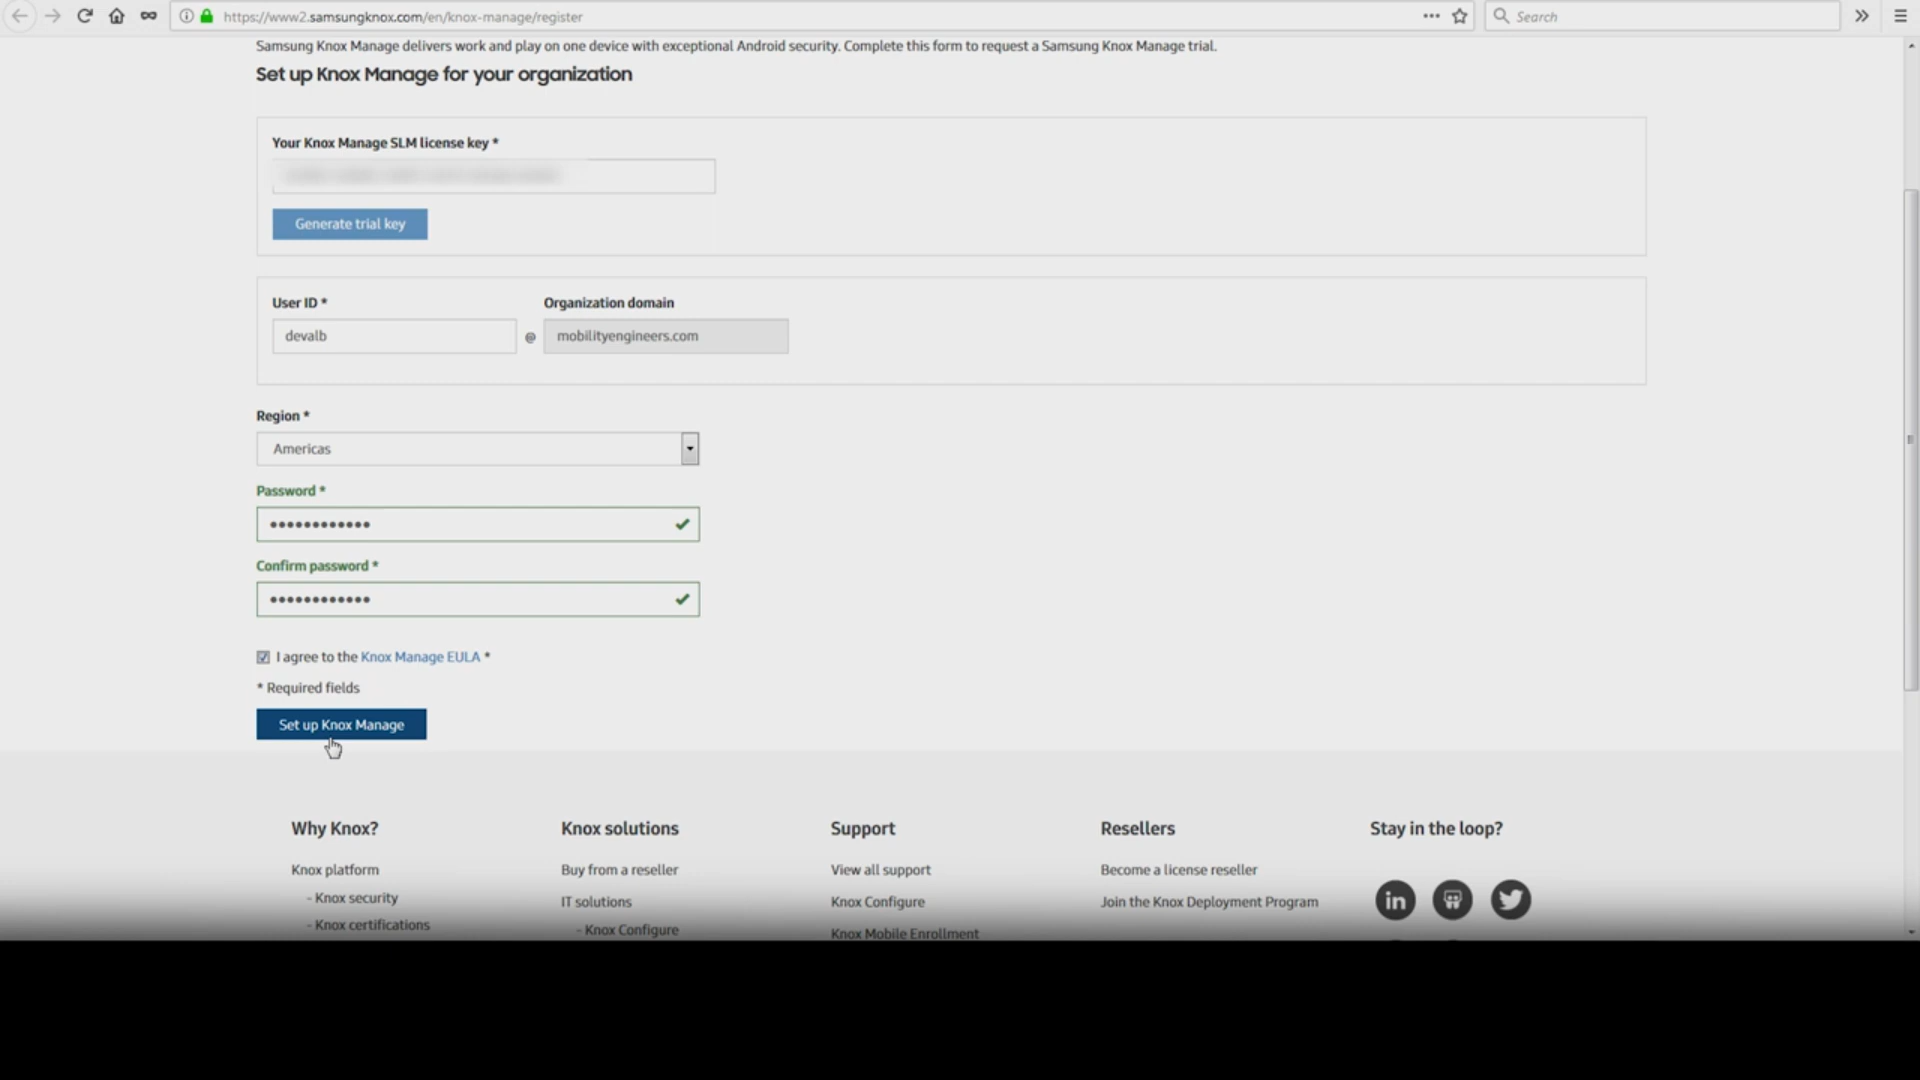 https://www2.samsungknox.com/en/knox-manage/register
Search
Samsung Knox Manage delivers work and play on one device with exceptional Android security. Complete this form to request a Samsung Knox Manage trial.
Set up Knox Manage for your organization
Your Knox Manage SLM license key *
Generate trial key
User ID *
Organization domain
devalb
@
mobilityengineers.com
Region *
Americas
Password *
••••••••••••
Confirm password *
••••••••••••
I agree to the Knox Manage EULA *
* Required fields
Set up Knox Manage
Why Knox?
Knox platform
- Knox security
- Knox certifications
Knox solutions
Buy from a reseller
IT solutions
- Knox Configure
Support
View all support
Knox Configure
Knox Mobile Enrollment
Resellers
Become a license reseller
Join the Knox Deployment Program
Stay in the loop?
in